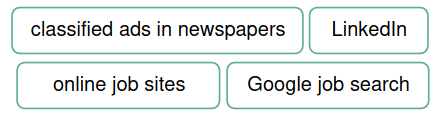 classified ads in newspapers
LinkedIn
online job sites
Google job search